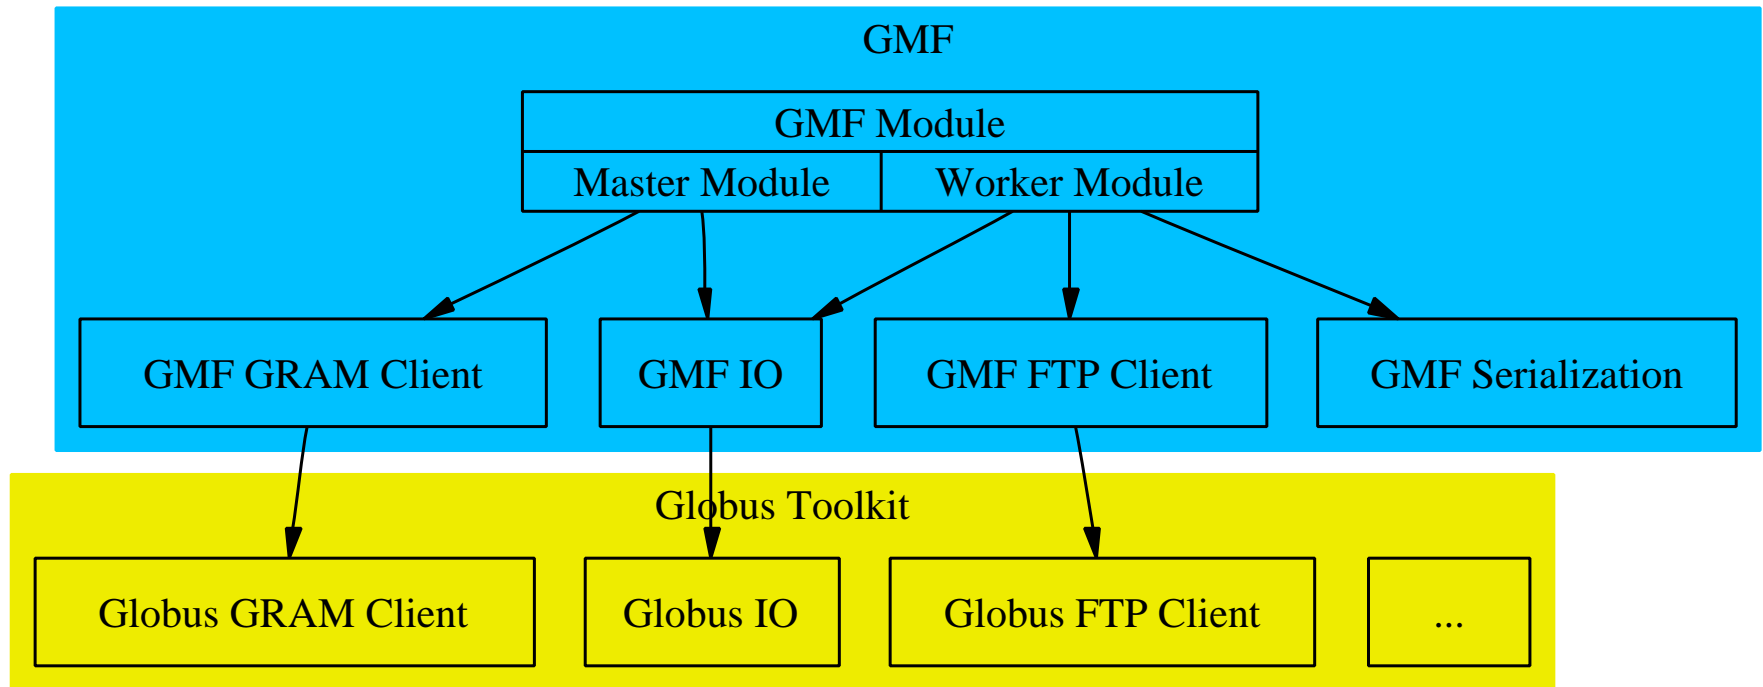 GMF
GMF Module
Master Module
Worker Module
GMF GRAM Client
GMF IO
GMF FTP Client
GMF Serialization
Globus Toolkit
Globus GRAM Client
Globus IO
Globus FTP Client
...